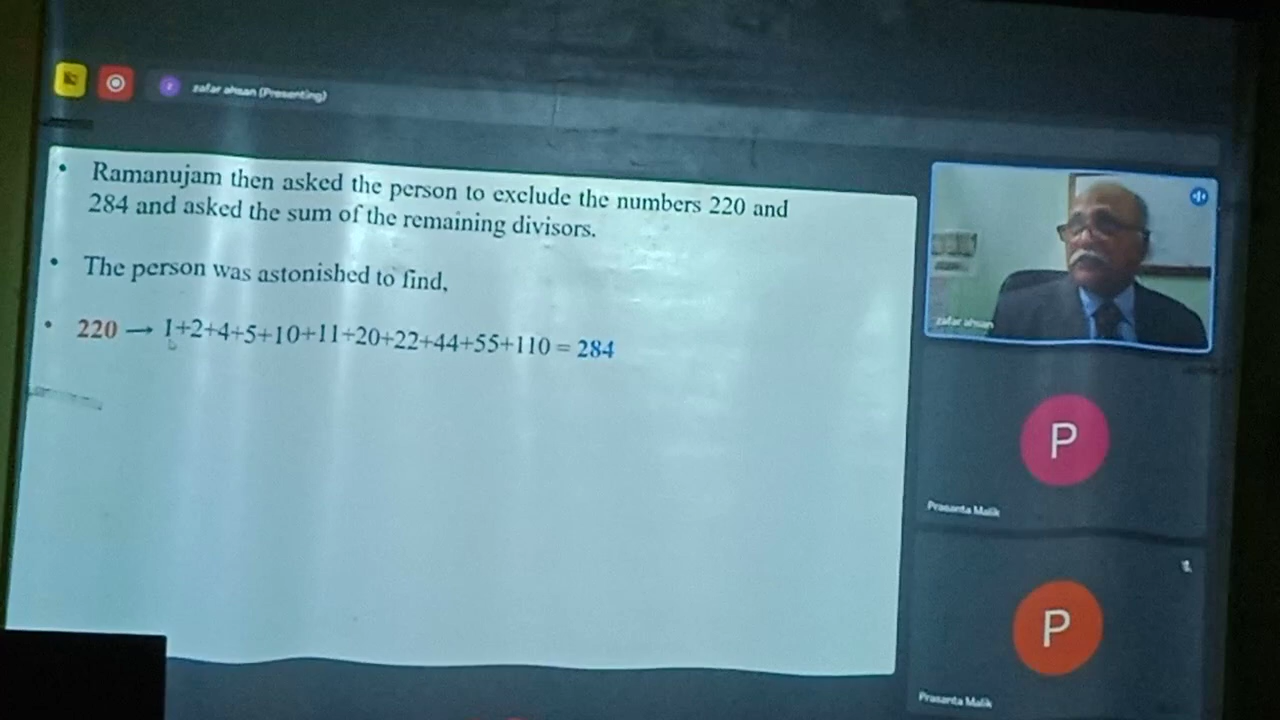 zafar ahsan (Presenting)
• Ramanujam then asked the person to exclude the numbers 220 and
284 and asked the sum of the remaining divisors.
• The person was astonished to find,
• 220 → 1+2+4+5+10+11+20+22+44+55+110 = 284
zafar ahsan
P
Prasanta Malik
P
Prasanta Malik